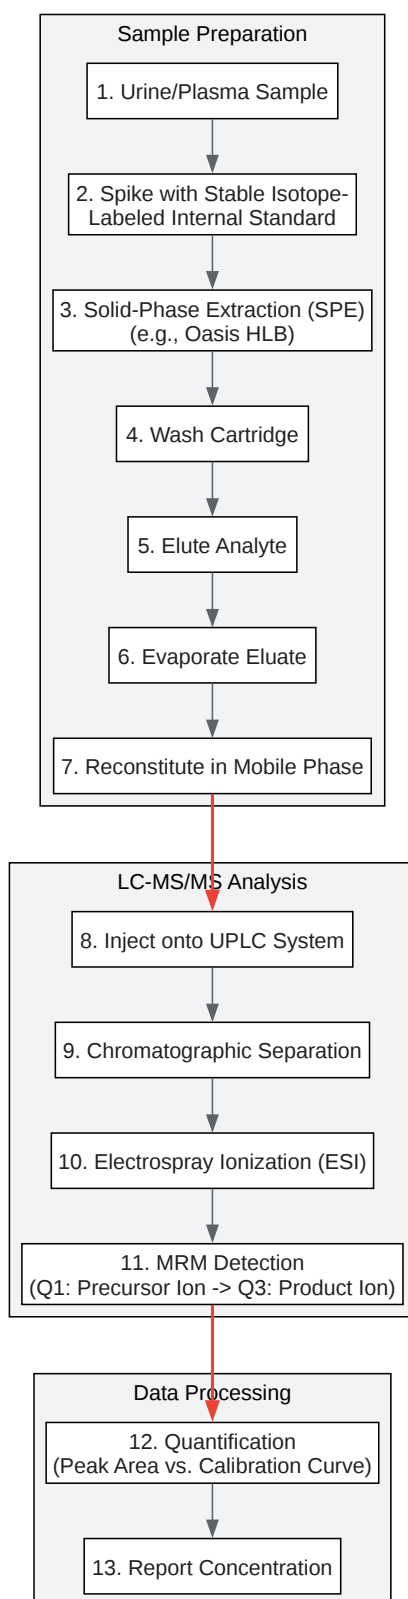 Sample Preparation
1. Urine/Plasma Sample
2. Spike with Stable Isotope-
Labeled Internal Standard
3. Solid-Phase Extraction (SPE)
(e.g., Oasis HLB)
4. Wash Cartridge
5. Elute Analyte
6. Evaporate Eluate
7. Reconstitute in Mobile Phase
LC-MS/MS Analysis
8. Inject onto UPLC System
9. Chromatographic Separation
10. Electrospray Ionization (ESI)
11. MRM Detection
(Q1: Precursor Ion -> Q3: Product Ion)
Data Processing
12. Quantification
(Peak Area vs. Calibration Curve)
13. Report Concentration